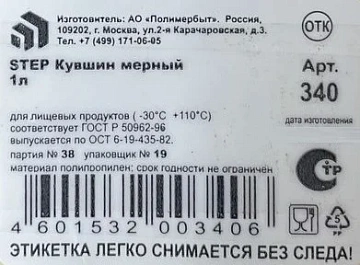 Изготовитель: АО «Полимербыт». Россия,
109202, г. Москва, ул.2-я Карачаровская, д.3.
Тел. +7 (499) 171-06-05
ОТК
STEP Кувшин мерный
1л
Арт.
340
для пищевых продуктов ( -30°C +110°C)
соответствует ГОСТ Р 50962-96
выпускается по ОСТ 6-19-435-82
дата изготовления
партия № 38 упаковщик № 19
материал полипропилен: срок годности не ограничен
4 601532 003406
5
PP
ЭТИКЕТКА ЛЕГКО СНИМАЕТСЯ БЕЗ СЛЕДА!